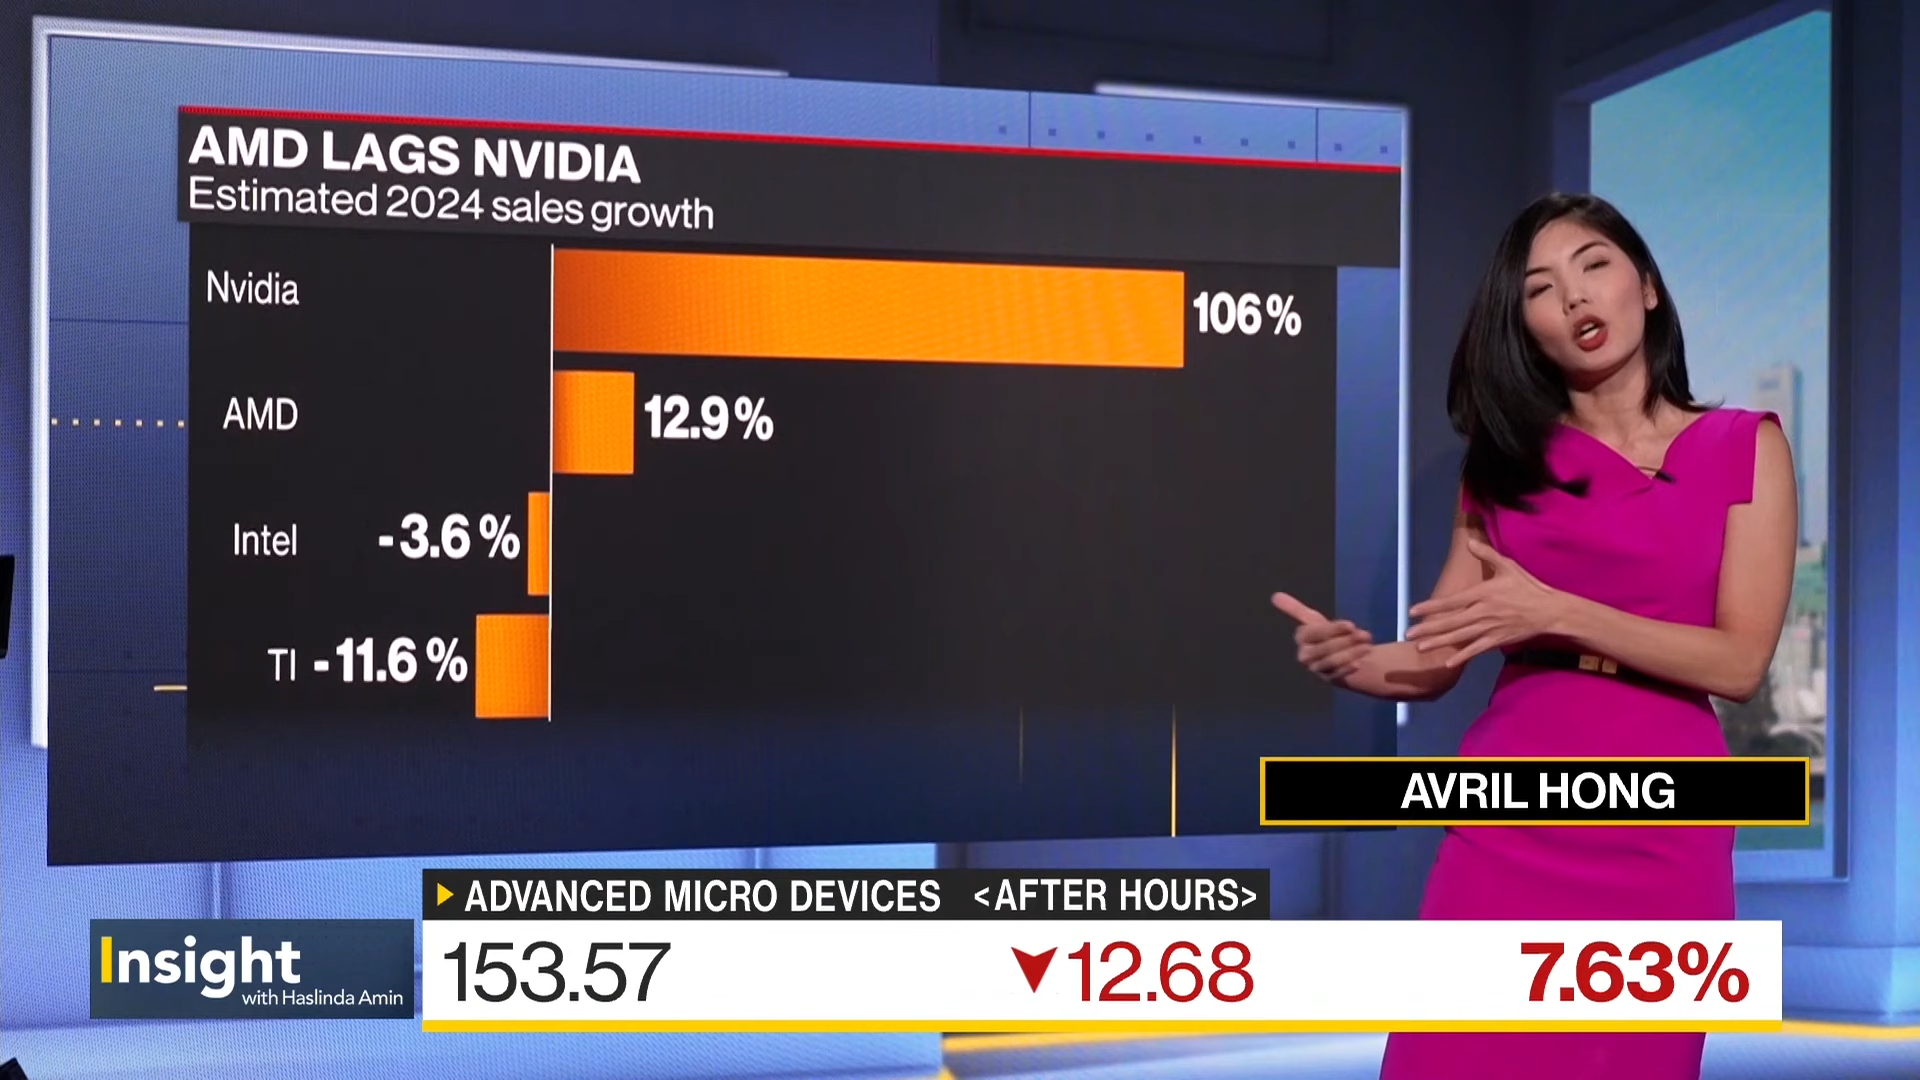 AMD LAGS NVIDIA
Estimated 2024 sales growth
Nvidia 106%
AMD 12.9%
Intel -3.6%
TI -11.6%
AVRIL HONG
ADVANCED MICRO DEVICES <AFTER HOURS>
Insight
with Haslinda Amin
153.57 ▼12.68 7.63%